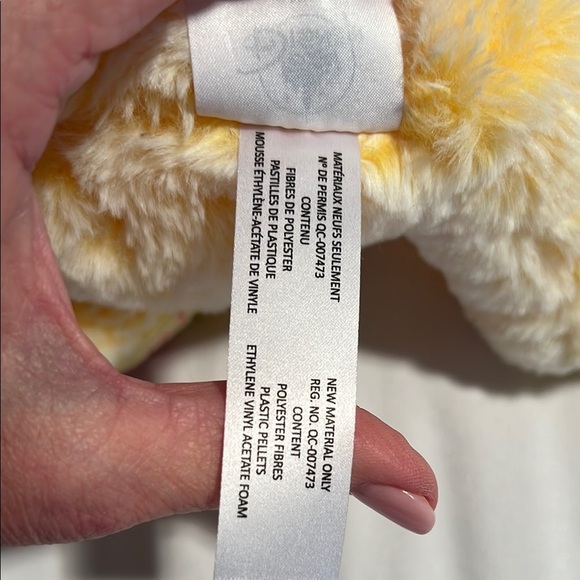 MATÉRIAUX NEUFS SEULEMENT
Nº DE PERMIS QC-007473
CONTENU
FIBRES DE POLYESTER
PASTILLES DE PLASTIQUE
MOUSSE ÉTHYLÈNE-ACÉTATE DE VINYLE
NEW MATERIAL ONLY
REG. NO. QC-007473
CONTENT
POLYESTER FIBRES
PLASTIC PELLETS
ETHYLENE VINYL ACETATE FOAM